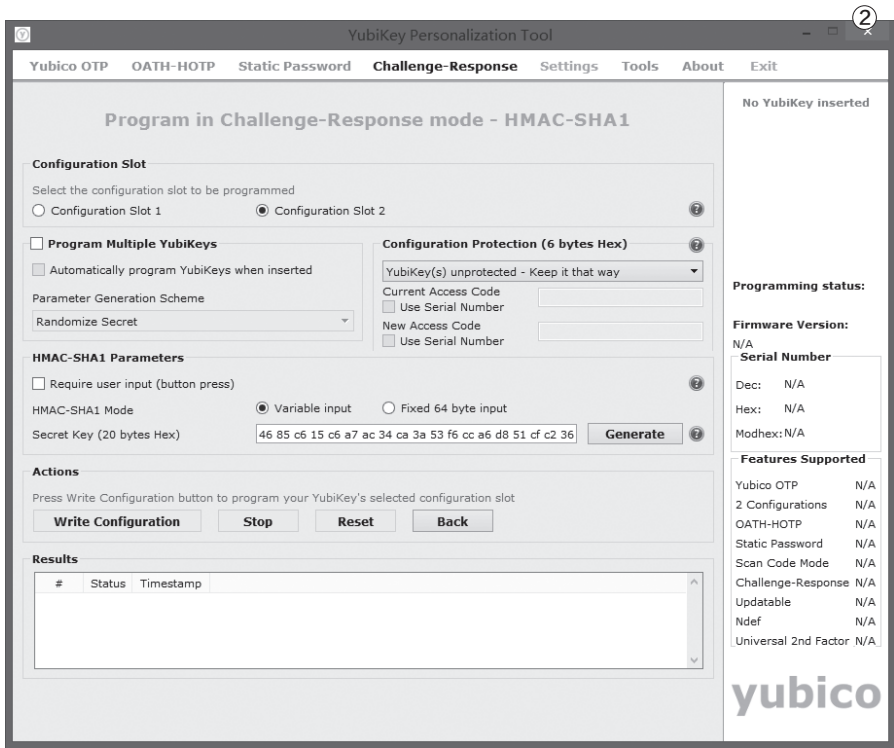 ②
YubiKey Personalization Tool
Yubico OTP OATH-HOTP Static Password Challenge-Response Settings Tools About Exit
Program in Challenge-Response mode - HMAC-SHA1
Configuration Slot
Select the configuration slot to be programmed
Configuration Slot 1 Configuration Slot 2
Program Multiple YubiKeys
Automatically program YubiKeys when inserted
Parameter Generation Scheme
Randomize Secret
Configuration Protection (6 bytes Hex)
YubiKey(s) unprotected - Keep it that way
Current Access Code
Use Serial Number
New Access Code
Use Serial Number
HMAC-SHA1 Parameters
Require user input (button press)
HMAC-SHA1 Mode Variable input Fixed 64 byte input
Secret Key (20 bytes Hex) 46 85 c6 15 c6 a7 ac 34 ca 3a 53 f6 cc a6 d8 51 cf c2 36 Generate
Actions
Press Write Configuration button to program your YubiKey's selected configuration slot
Write Configuration Stop Reset Back
Results
# Status Timestamp
No YubiKey inserted
Programming status:
Firmware Version:
N/A
Serial Number
Dec: N/A
Hex: N/A
Modhex: N/A
Features Supported
Yubico OTP N/A
2 Configurations N/A
OATH-HOTP N/A
Static Password N/A
Scan Code Mode N/A
Challenge-Response N/A
Updatable N/A
Ndef N/A
Universal 2nd Factor N/A
yubico